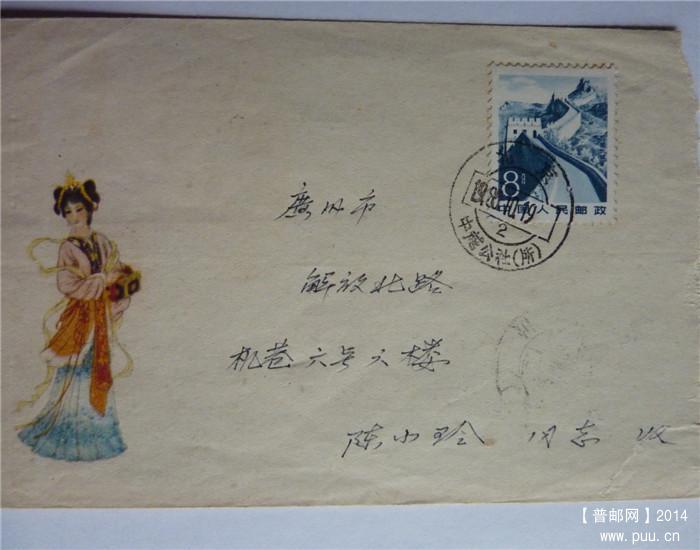 8分
中国人民邮政
中龙公社(所)
2
广州市
解放北路
机巷六号六楼
陈小玲 同志 收
【普邮网】2014
www.puu.cn